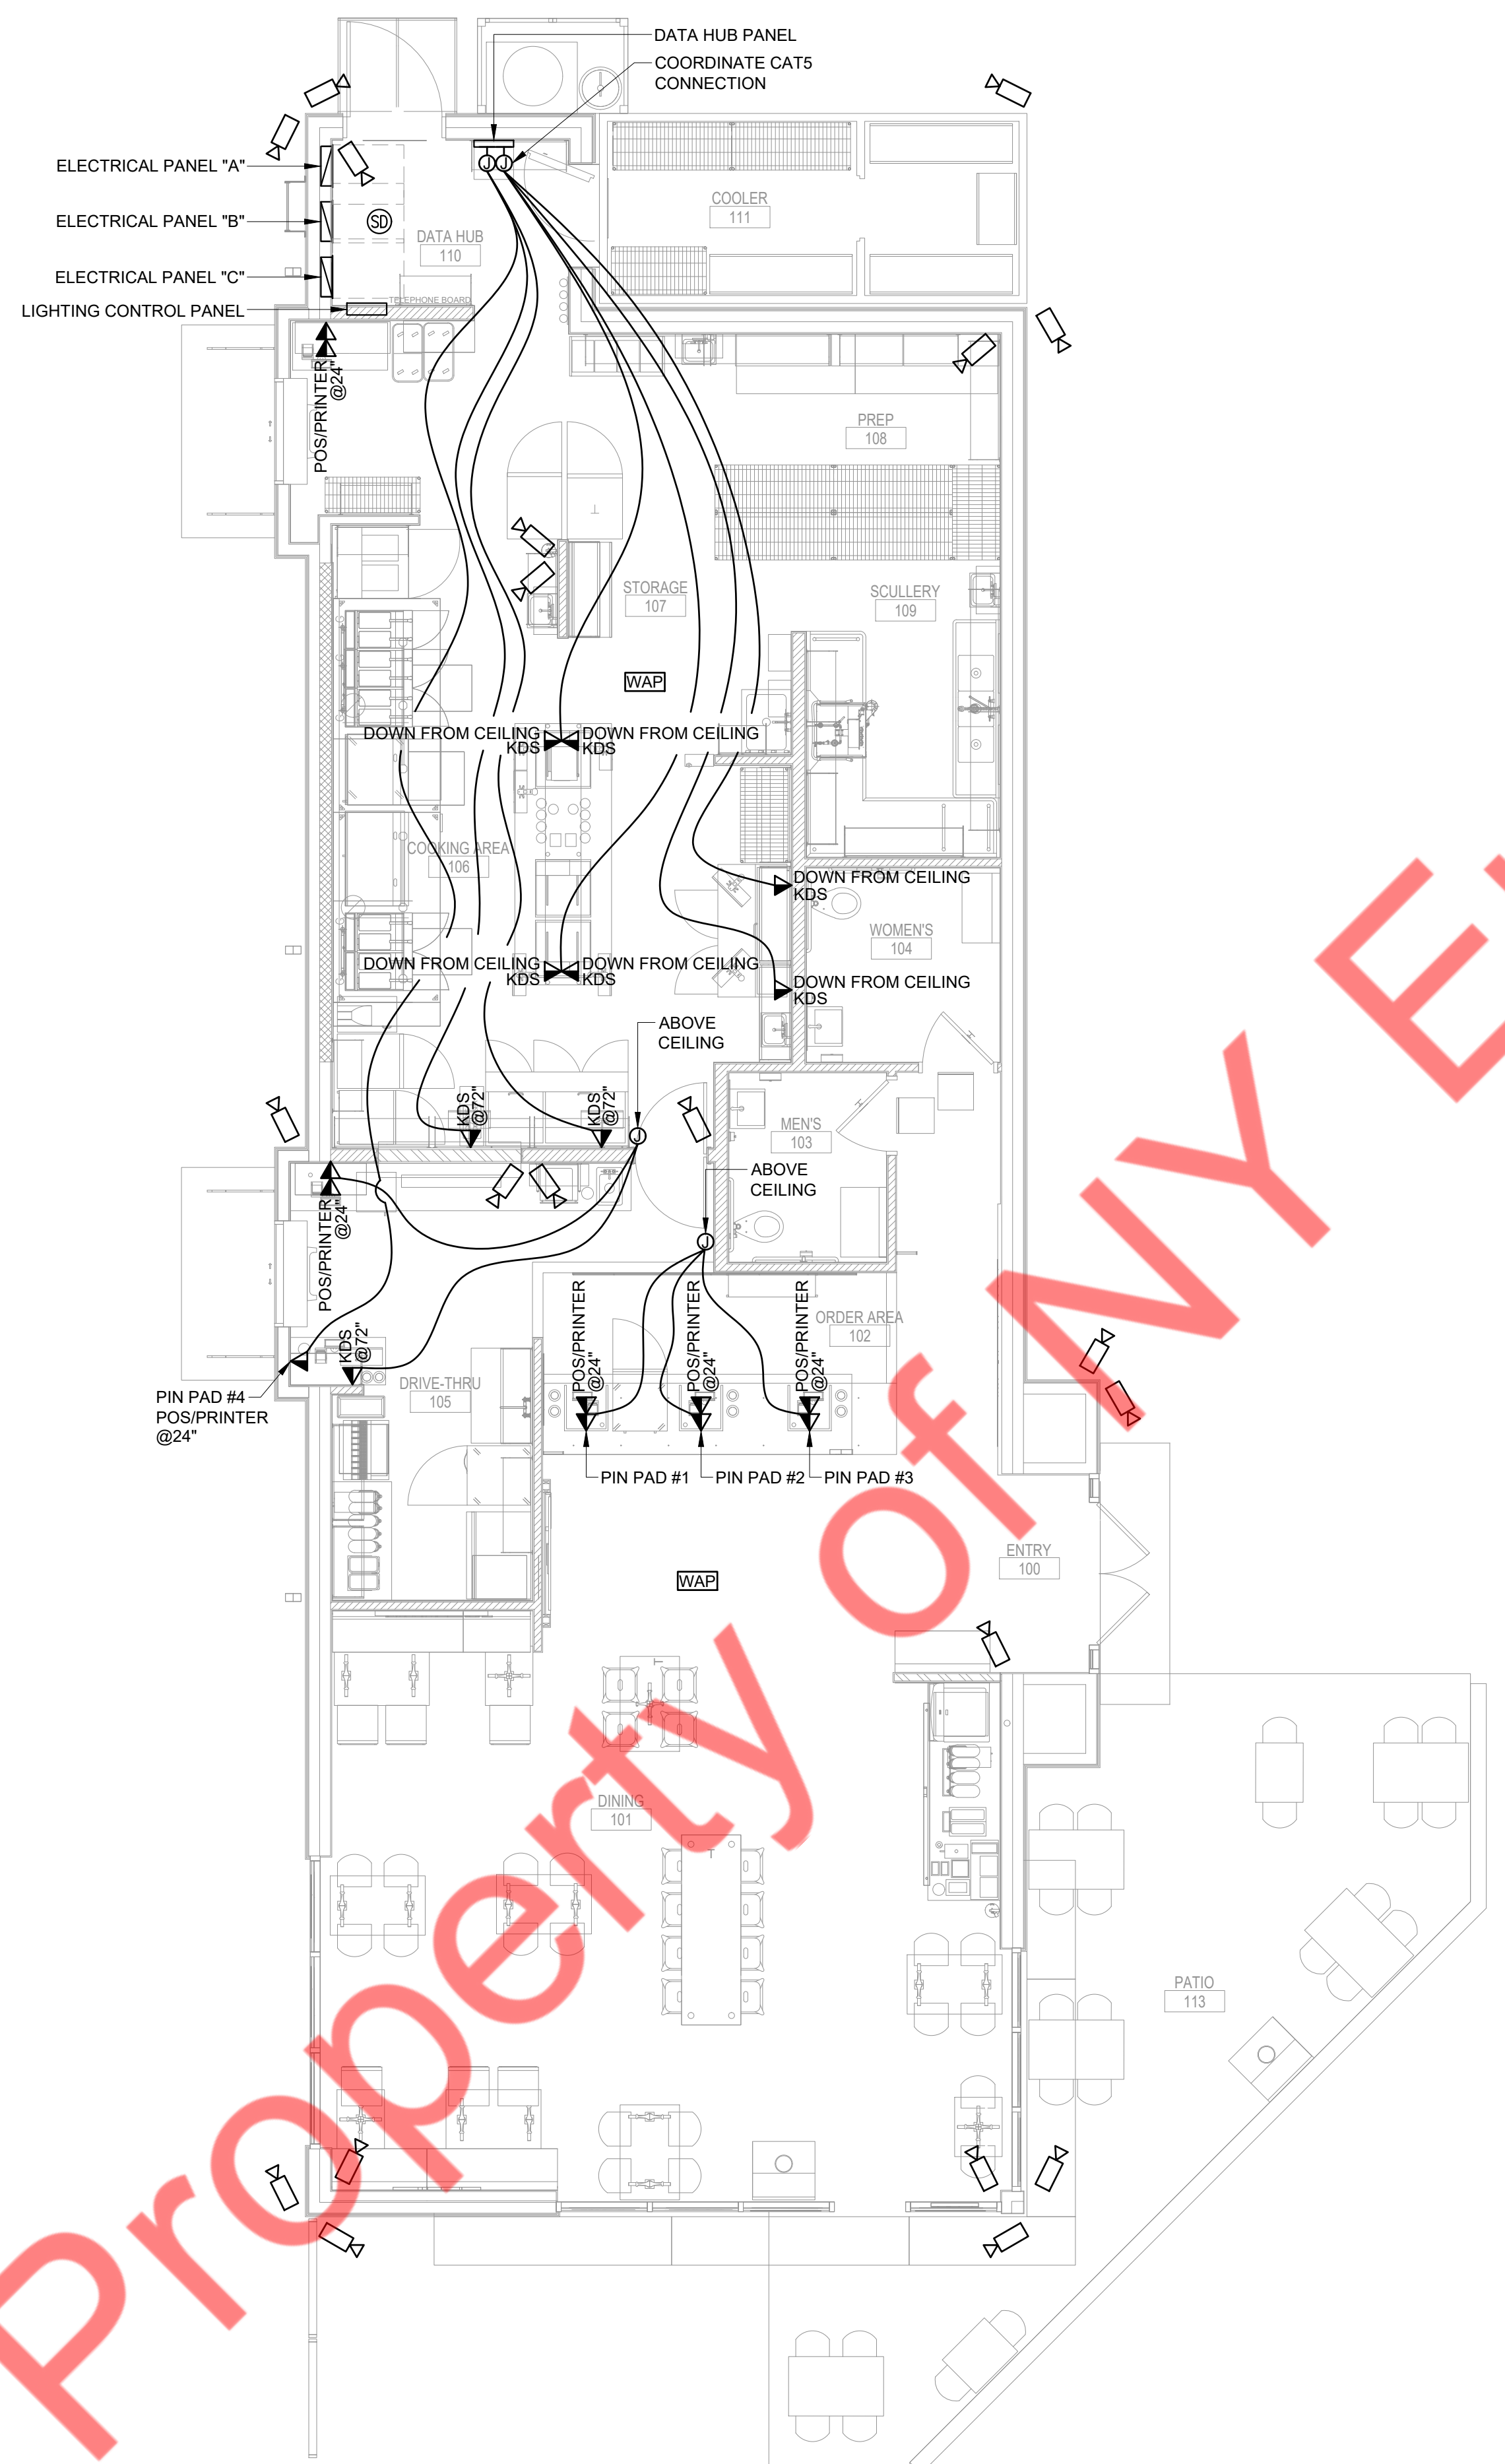 DATA HUB PANEL
COORDINATE CAT5
CONNECTION
ELECTRICAL PANEL "A"
ELECTRICAL PANEL "B"
ELECTRICAL PANEL "C"
LIGHTING CONTROL PANEL
J
J
SD
DATA HUB
110
TELEPHONE BOARD
COOLER
111
POS/PRINTER
@24"
PREP
108
STORAGE
107
SCULLERY
109
WAP
DOWN FROM CEILING
KDS
DOWN FROM CEILING
KDS
COOKING AREA
106
DOWN FROM CEILING
KDS
WOMEN'S
104
DOWN FROM CEILING
KDS
DOWN FROM CEILING
KDS
DOWN FROM CEILING
KDS
ABOVE
CEILING
KDS
@72"
KDS
@72"
J
MEN'S
103
ABOVE
CEILING
J
POS/PRINTER
@24"
POS/PRINTER
@24"
POS/PRINTER
@24"
POS/PRINTER
@24"
ORDER AREA
102
KDS
@72"
PIN PAD #4
POS/PRINTER
@24"
DRIVE-THRU
105
PIN PAD #1
PIN PAD #2
PIN PAD #3
ENTRY
100
WAP
DINING
101
PATIO
113
Property of NY E